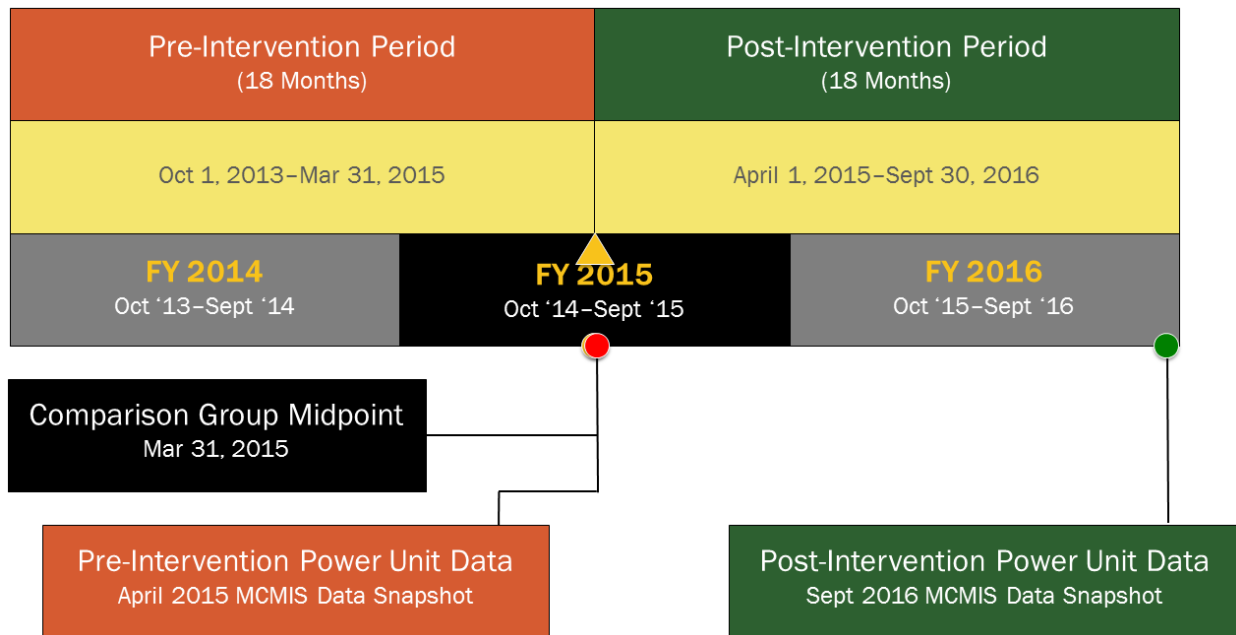 Pre-Intervention Period
(18 Months)
Post-Intervention Period
(18 Months)
Oct 1, 2013–Mar 31, 2015
April 1, 2015–Sept 30, 2016
FY 2014
Oct ‘13–Sept ‘14
FY 2015
Oct ‘14–Sept ‘15
FY 2016
Oct ‘15–Sept ‘16
Comparison Group Midpoint
Mar 31, 2015
Pre-Intervention Power Unit Data
April 2015 MCMIS Data Snapshot
Post-Intervention Power Unit Data
Sept 2016 MCMIS Data Snapshot